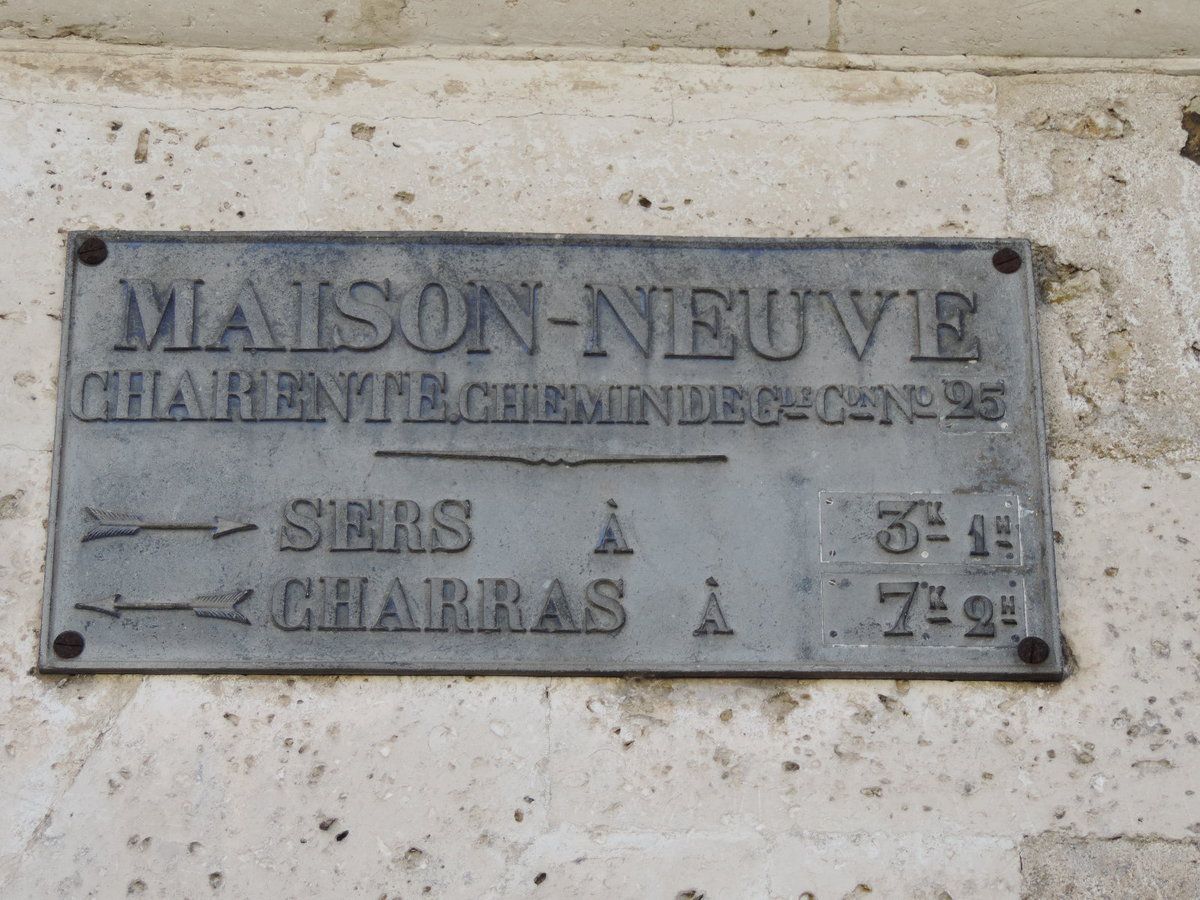 MAISON-NEUVE
CHARENTE. CHEMIN DE Gᴰᴱ Cᴼᴺ Nᴼ 25
SERS À 3ᴷ 1ᴴ
CHARRAS À 7ᴷ 2ᴴ